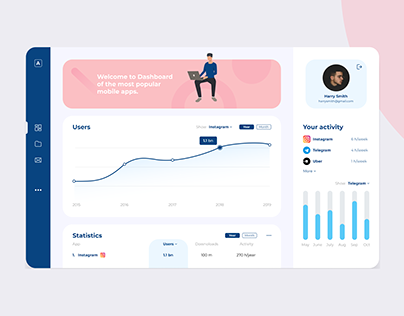 A
Welcome to Dashboard
of the most popular
mobile apps.
Harry Smith
harrysmith@gmail.com
Users
Show: Instagram
Year Month
1.1 bn
2015 2016 2017 2018 2019
Your activity
Instagram
Telegram
Uber
More
Show: Telegram
May June Sep Oct
Statistics
Year Month
App
Users
Downloads
Activity
1. Instagram
1.1 bn
100 m
270 h/year